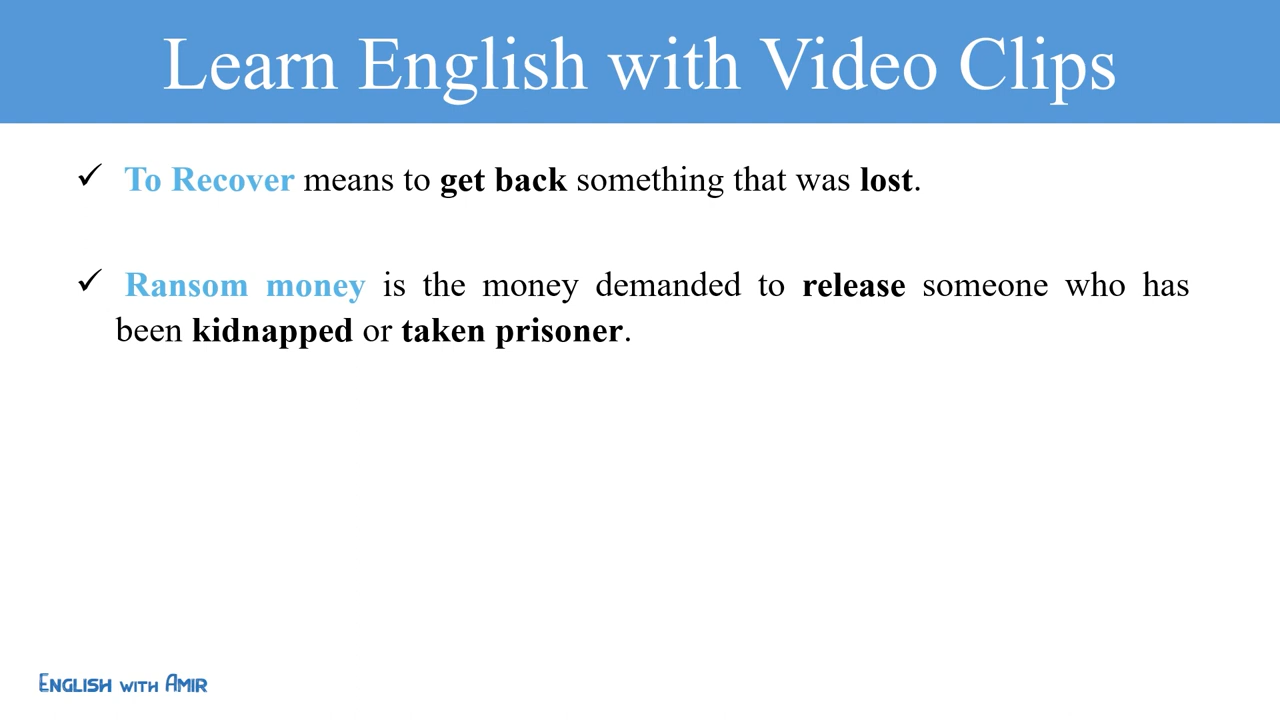 Learn English with Video Clips
✓ To Recover means to get back something that was lost.
✓ Ransom money is the money demanded to release someone who has
been kidnapped or taken prisoner.
English with Amir